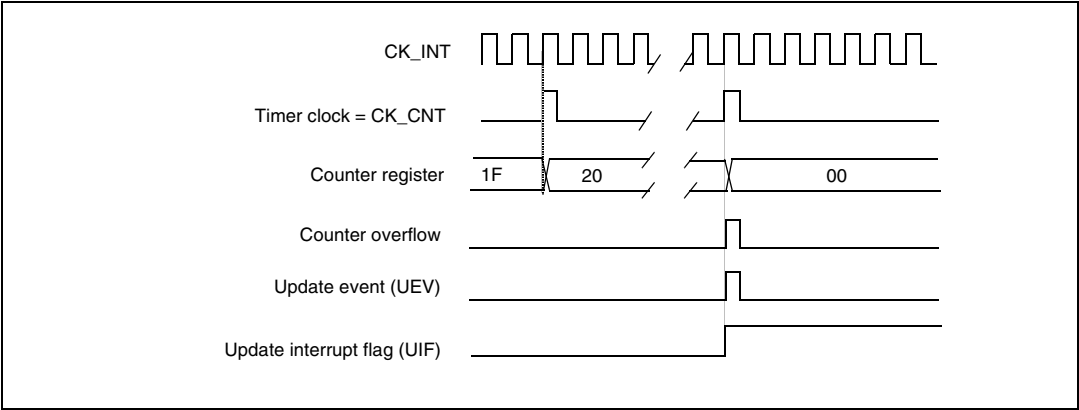 CK_INT
Timer clock = CK_CNT
Counter register
1F
20
00
Counter overflow
Update event (UEV)
Update interrupt flag (UIF)